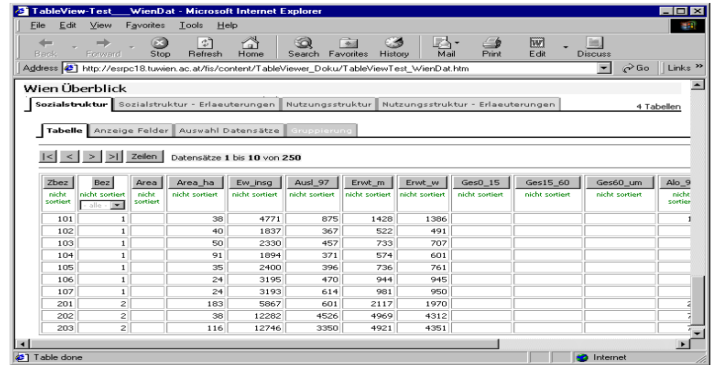 TableView-Test___WienDat - Microsoft Internet Explorer
File Edit View Favorites Tools Help
Back Forward Stop Refresh Home Search Favorites History Mail Print Edit Discuss
Address http://espc18.tuwien.ac.at/fis/content/TableViewer_Doku/TableViewTest_WienDat.htm Go Links »
Wien Überblick
Sozialstruktur Sozialstruktur - Erlaeuterungen Nutzungsstruktur Nutzungsstruktur - Erlaeuterungen 4 Tabellen
Tabelle Anzeige Felder Auswahl Datensätze Gruppierung
|< < > >| Zeilen Datensätze 1 bis 10 von 250
Zbez Bez Area Area_ha Ew_insg Ausl_97 Erwt_m Erwt_w Ges0_15 Ges15_60 Ges60_um Alo_9
nicht nicht sortiert nicht nicht sortiert nicht sortiert nicht sortiert nicht sortiert nicht sortiert nicht sortiert nicht sortiert nicht sortiert nicht
sortiert - alle - sortiert sortier
101 1 38 4771 875 1428 1386 1
102 1 40 1837 367 522 491
103 1 50 2330 457 733 707
104 1 91 1894 371 574 601
105 1 35 2400 396 736 761
106 1 24 3195 470 944 945
107 1 24 3193 614 981 950
201 2 183 5867 601 2117 1970 2
202 2 38 12282 4526 4969 4312 7
203 2 116 12746 3350 4921 4351 7
Table done Internet